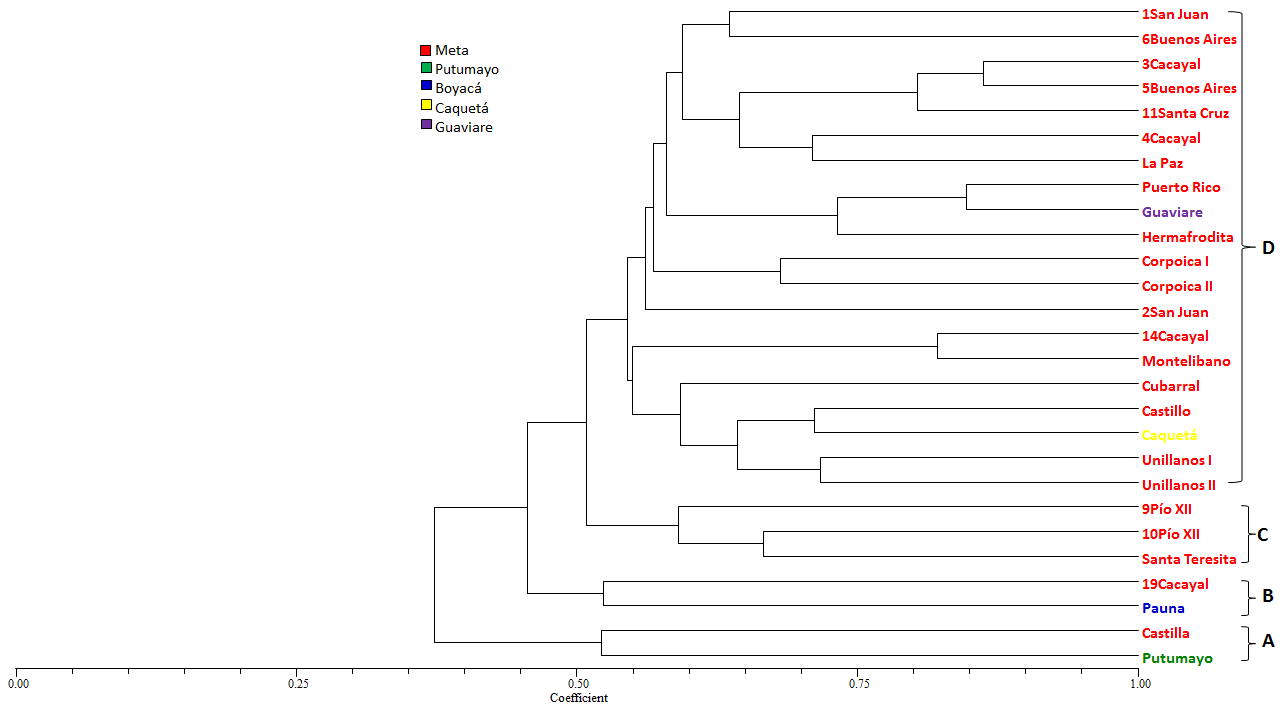 Meta
Putumayo
Boyacá
Caquetá
Guaviare
1San Juan
6Buenos Aires
3Cacayal
5Buenos Aires
11Santa Cruz
4Cacayal
La Paz
Puerto Rico
Guaviare
Hermafrodita
Corpoica I
Corpoica II
2San Juan
14Cacayal
Montelibano
Cubarral
Castillo
Caquetá
Unillanos I
Unillanos II
9Pío XII
10Pío XII
Santa Teresita
19Cacayal
Pauna
Castilla
Putumayo
D
C
B
A
0.00 0.25 0.50 0.75 1.00
Coefficient